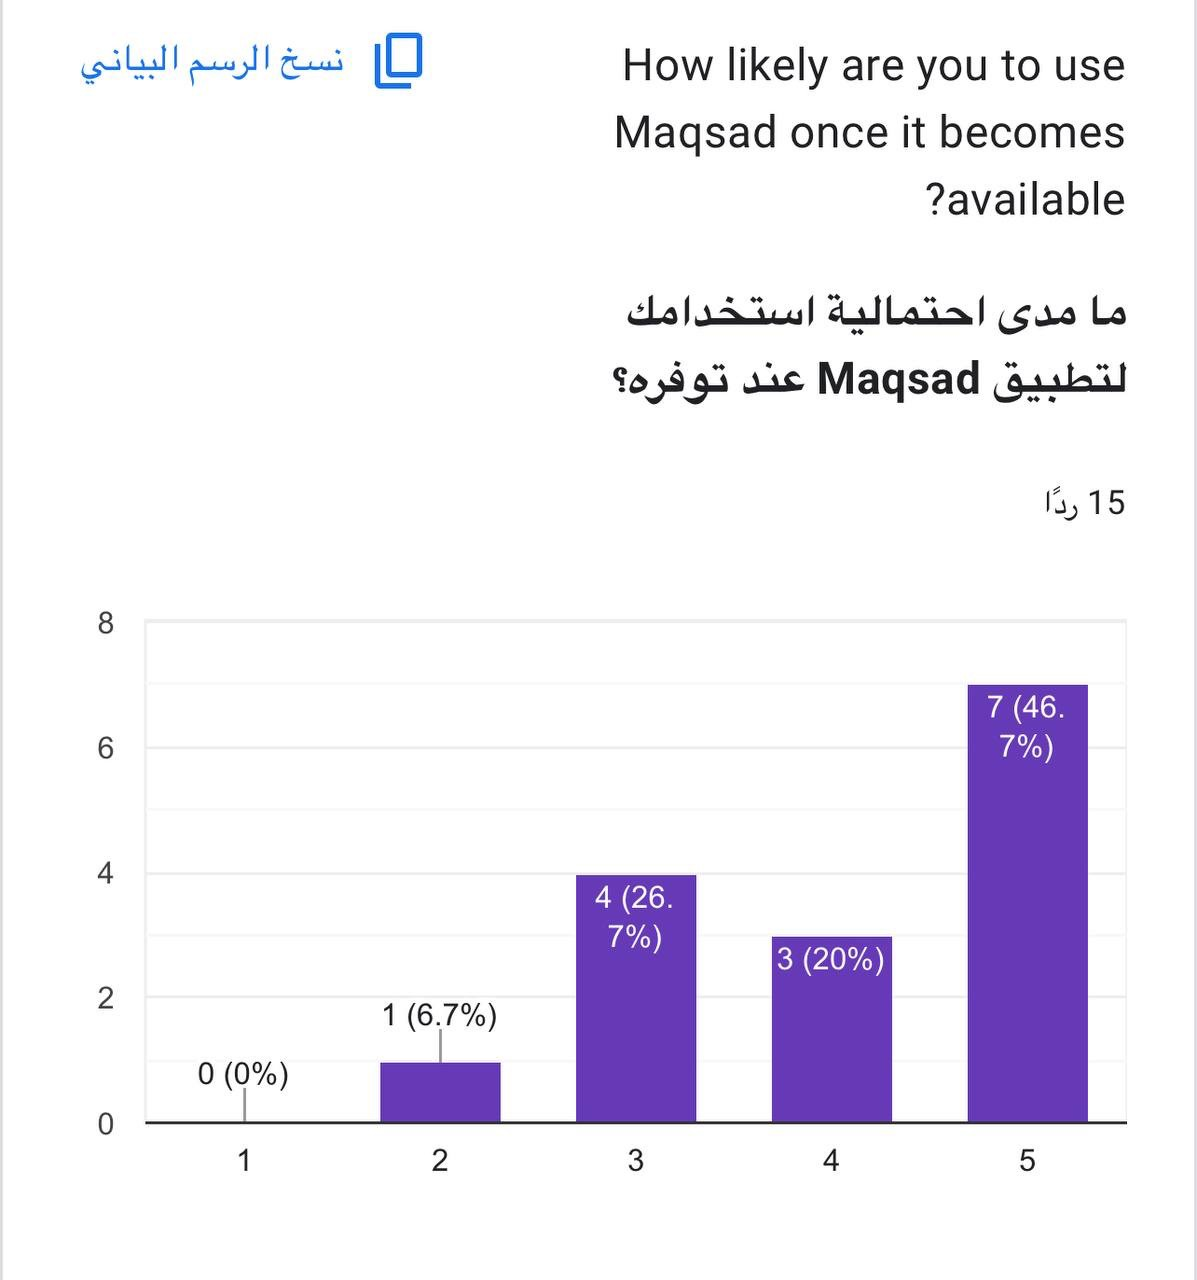 How likely are you to use
Maqsad once it becomes
available?
نسخ الرسم البياني
ما مدى احتمالية استخدامك
لتطبيق Maqsad عند توفره؟
15 ردًا
8
6
4
2
0
0 (0%)
1 (6.7%)
4 (26.
7%)
3 (20%)
7 (46.
7%)
1
2
3
4
5